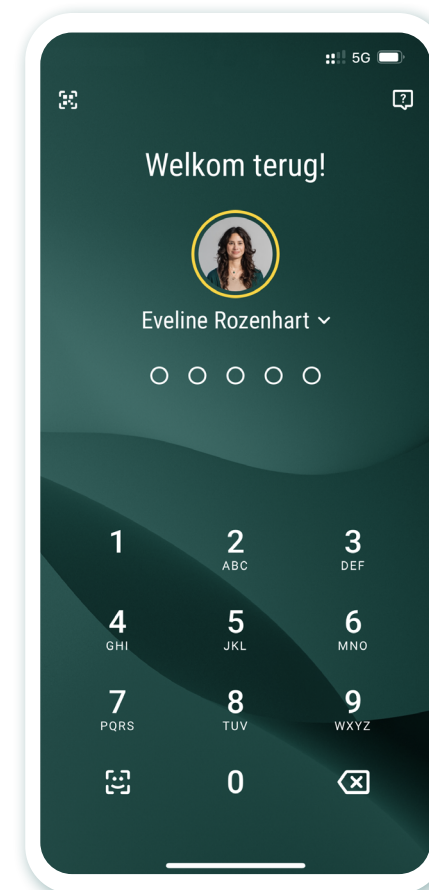 5G
?
Welkom terug!
Eveline Rozenhart
1 2 3
ABC DEF
4 5 6
GHI JKL MNO
7 8 9
PQRS TUV WXYZ
0